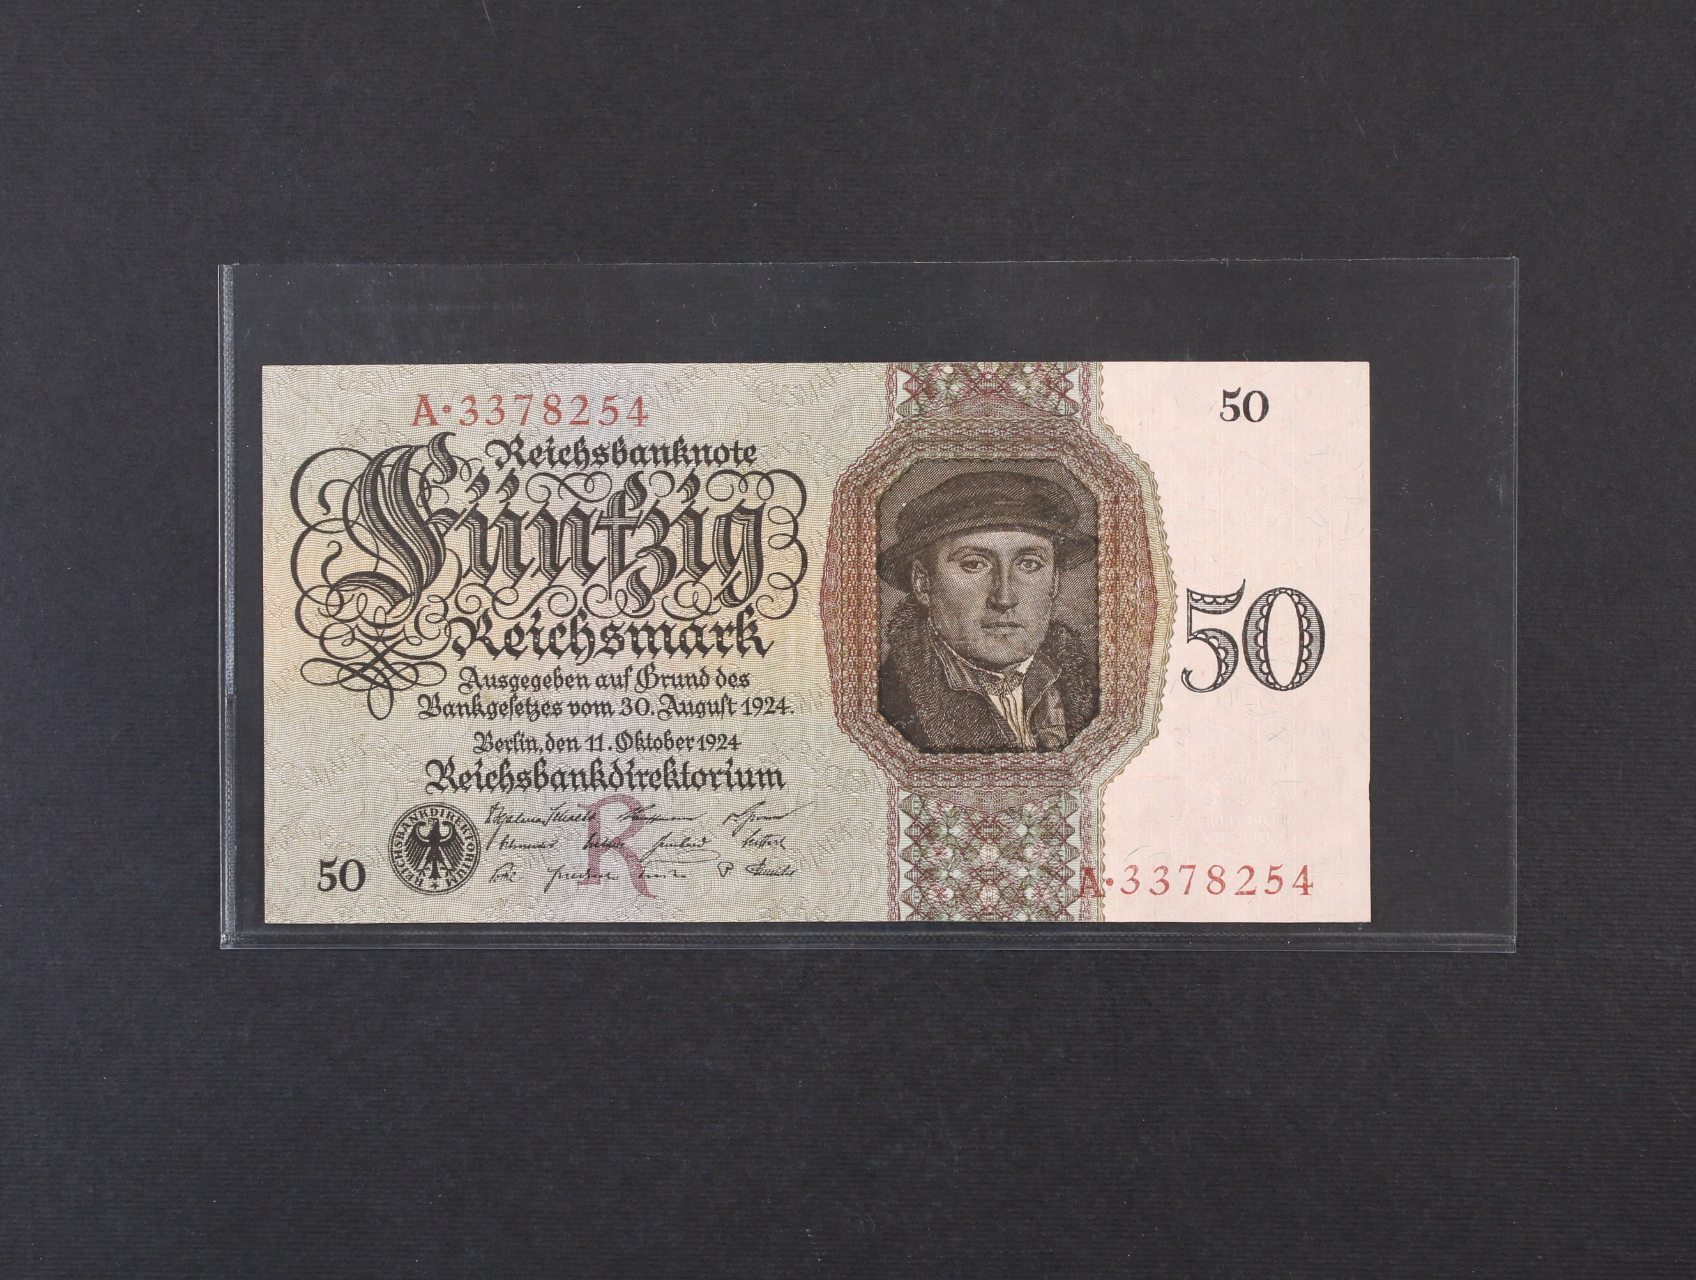 A·3378254
50
Reichsbanknote
Fünfzig
Reichsmark
50
Ausgegeben auf Grund des
Bankgesetzes vom 30. August 1924.
Berlin, den 11. Oktober 1924
Reichsbankdirektorium
R
REICHSBANKDIREKTORIUM
50
A·3378254